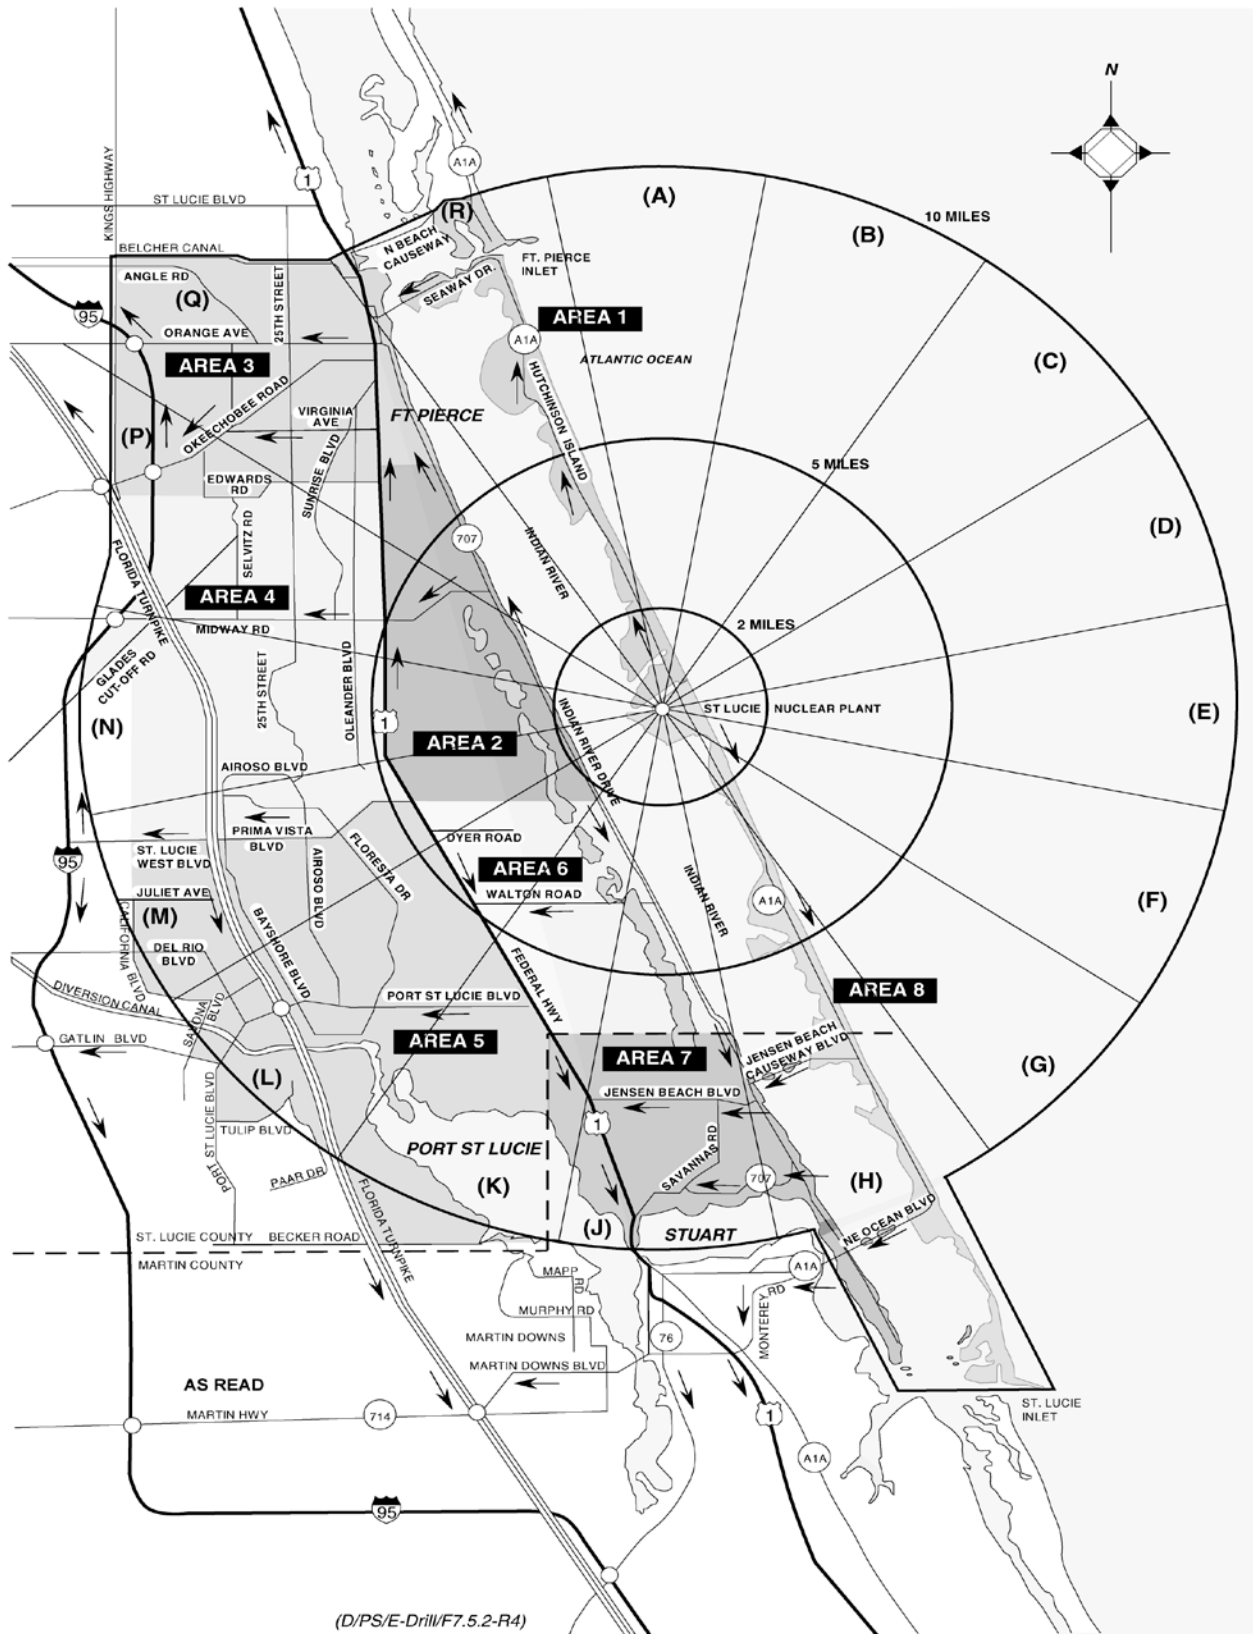 N
KINGS HIGHWAY
A1A
1
(A)
ST LUCIE BLVD
(R)
10 MILES
(B)
N BEACH
CAUSEWAY
BELCHER CANAL
FT. PIERCE
INLET
ANGLE RD
25TH STREET
SEAWAY DR.
(Q)
95
AREA 1
ORANGE AVE
A1A
AREA 3
ATLANTIC OCEAN
(C)
HUTCHINSON ISLAND
OKEECHOBEE ROAD
VIRGINIA
AVE
FT PIERCE
(P)
SUNRISE BLVD
5 MILES
EDWARDS
RD
SELVITZ RD
(D)
707
INDIAN RIVER
FLORIDA TURNPIKE
AREA 4
MIDWAY RD
2 MILES
GLADES
CUT-OFF RD
25TH STREET
OLEANDER BLVD
(N)
1
ST LUCIE NUCLEAR PLANT
(E)
INDIAN RIVER DRIVE
AREA 2
AIROSO BLVD
PRIMA VISTA
BLVD
DYER ROAD
ST. LUCIE
WEST BLVD
FLORESTA DR
AIROSO BLVD
95
AREA 6
INDIAN RIVER
JULIET AVE
WALTON ROAD
A1A
(F)
(M)
CALIFORNIA BLVD
BAYSHORE BLVD
DEL RIO
BLVD
FEDERAL HWY
DIVERSION CANAL
SAVONA
BLVD
PORT ST LUCIE BLVD
AREA 8
GATLIN BLVD
AREA 5
AREA 7
JENSEN BEACH
CAUSEWAY BLVD
(G)
(L)
JENSEN BEACH BLVD
PORT ST LUCIE BLVD
TULIP BLVD
1
PORT ST LUCIE
SAVANNAS RD
PAAR DR
(K)
707
(H)
FLORIDA TURNPIKE
(J)
STUART
NE OCEAN BLVD
ST. LUCIE COUNTY BECKER ROAD
MARTIN COUNTY
MAPP
RD
A1A
MURPHY RD
MONTEREY RD
MARTIN DOWNS
76
MARTIN DOWNS BLVD
AS READ
MARTIN HWY
714
1
ST. LUCIE
INLET
A1A
95
(D/PS/E-Drill/F7.5.2-R4)